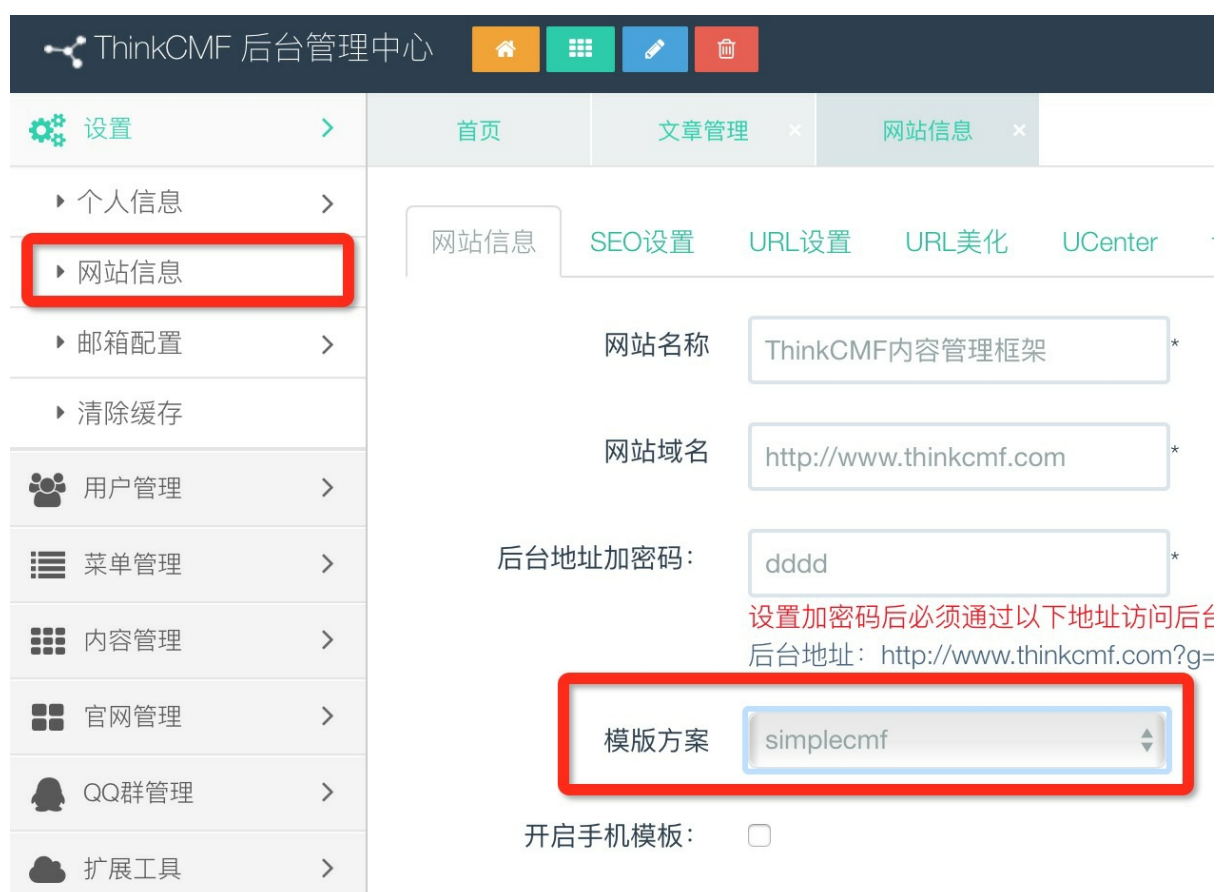 ThinkCMF 后台管理中心
设置
首页
文章管理
网站信息
个人信息
网站信息
邮箱配置
清除缓存
用户管理
菜单管理
内容管理
官网管理
QQ群管理
扩展工具
网站信息
SEO设置
URL设置
URL美化
UCenter
网站名称
ThinkCMF内容管理框架
*
网站域名
http://www.thinkcmf.com
*
后台地址加密码:
dddd
*
设置加密码后必须通过以下地址访问后台
后台地址: http://www.thinkcmf.com?g=
模版方案
simplecmf
开启手机模板: